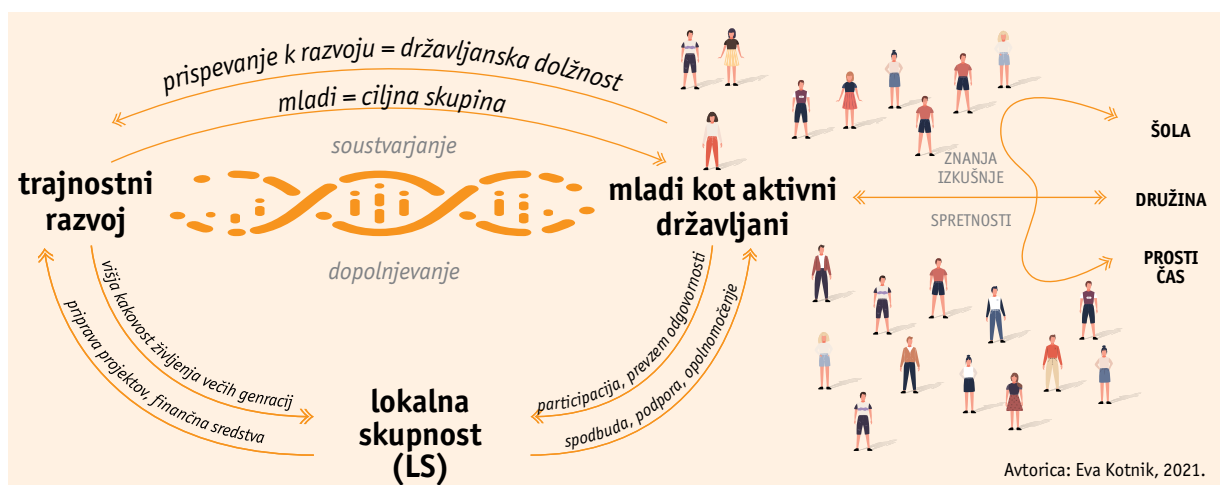 prispevanje k razvoju = državljanska dolžnost
mladi = ciljna skupina
soustvarjanje
trajnostni
razvoj
mladi kot aktivni
državljani
dopolnjevanje
višja kakovost življenja večih genracij
priprava projektov, finančna sredstva
participacija, prevzem odgovornosti
spodbuda, podpora, opolnomočenje
lokalna
skupnost
(LS)
ZNANJA
IZKUŠNJE
SPRETNOSTI
ŠOLA
DRUŽINA
PROSTI
ČAS
Avtorica: Eva Kotnik, 2021.